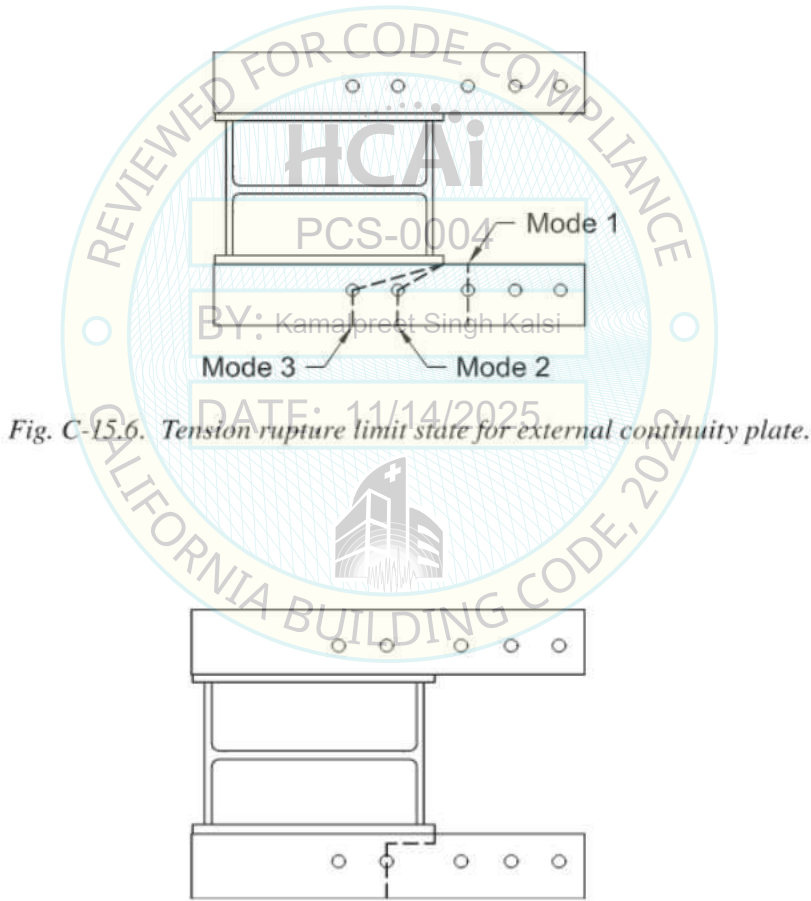 REVIEWED FOR CODE COMPLIANCE
HCAi
PCS-0004
Mode 1
BY: Kamalpreet Singh Kalsi
Mode 3
Mode 2
DATE: 11/14/2025
Fig. C-15.6. Tension rupture limit state for external continuity plate.
CALIFORNIA BUILDING CODE, 2022